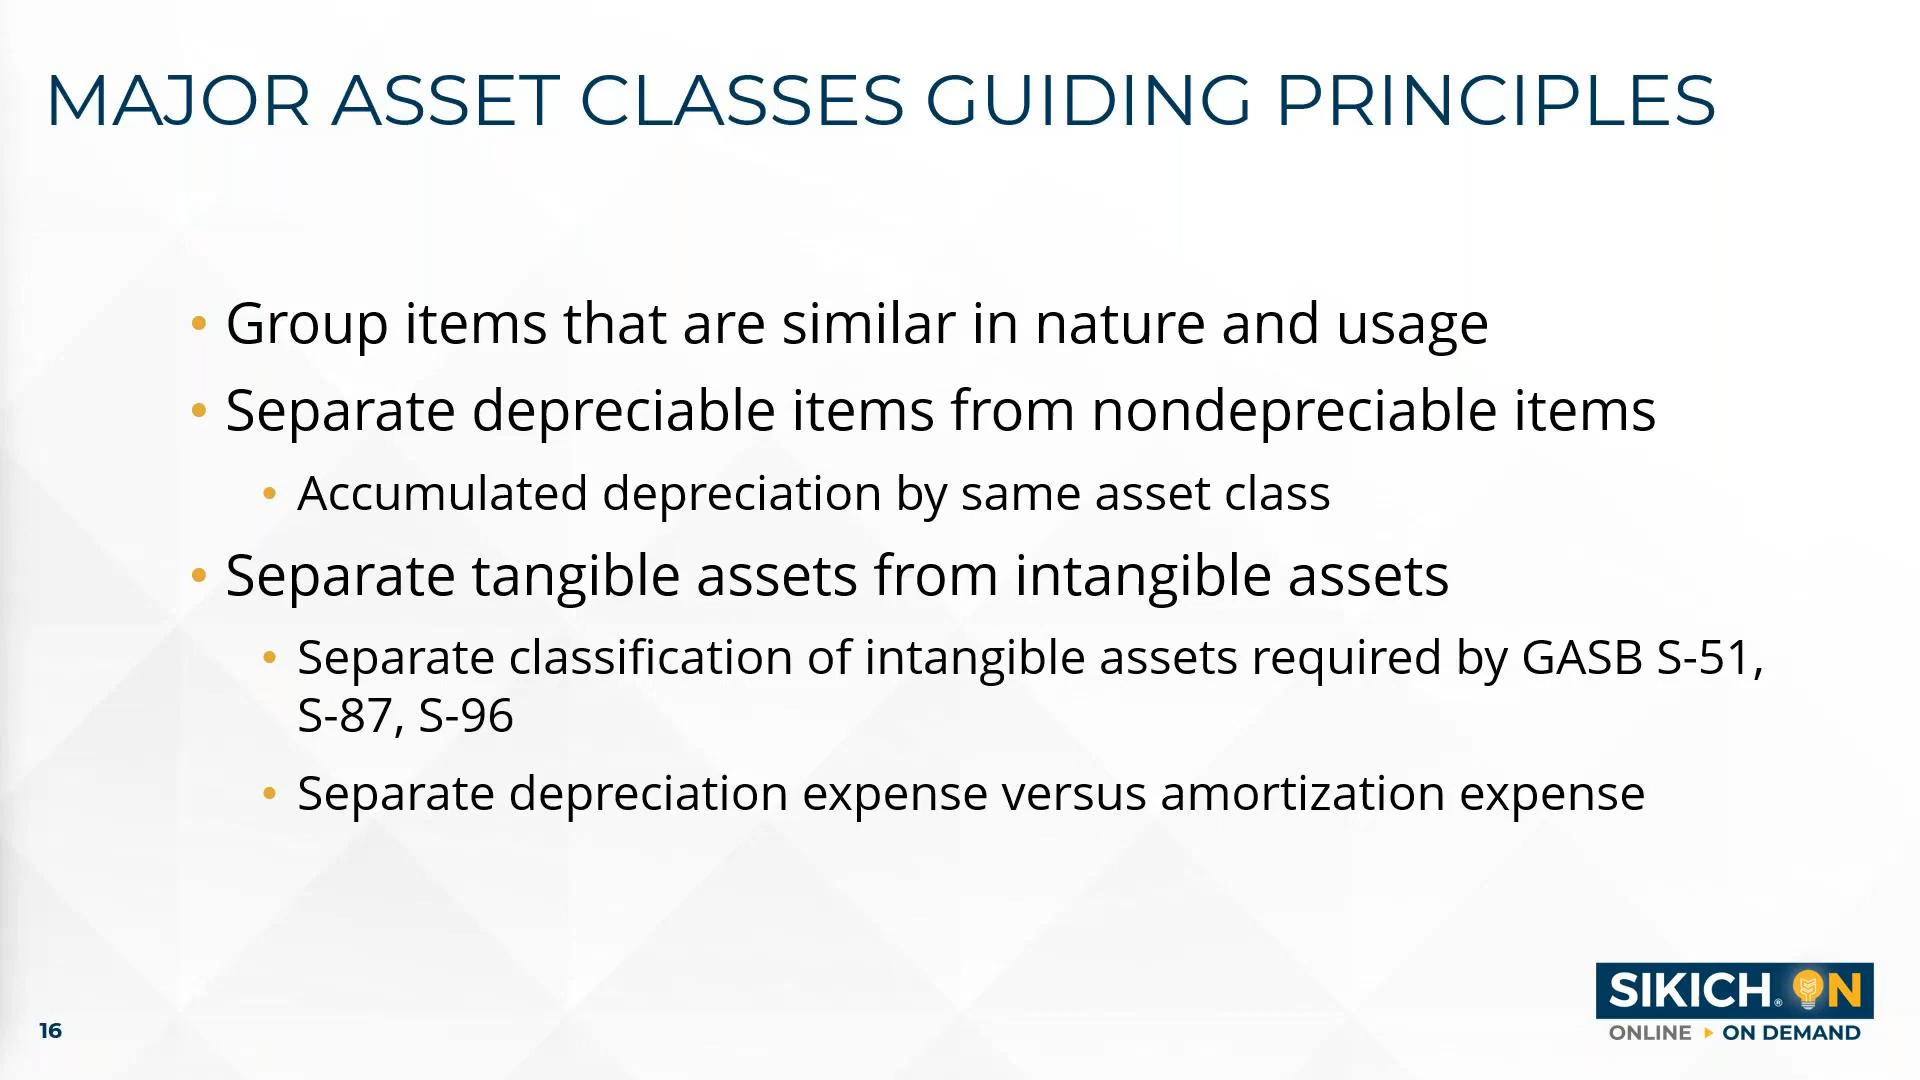 MAJOR ASSET CLASSES GUIDING PRINCIPLES
• Group items that are similar in nature and usage
• Separate depreciable items from nondepreciable items
• Accumulated depreciation by same asset class
• Separate tangible assets from intangible assets
• Separate classification of intangible assets required by GASB S-51,
S-87, S-96
• Separate depreciation expense versus amortization expense
16
SIKICH® ON
ONLINE ▸ ON DEMAND